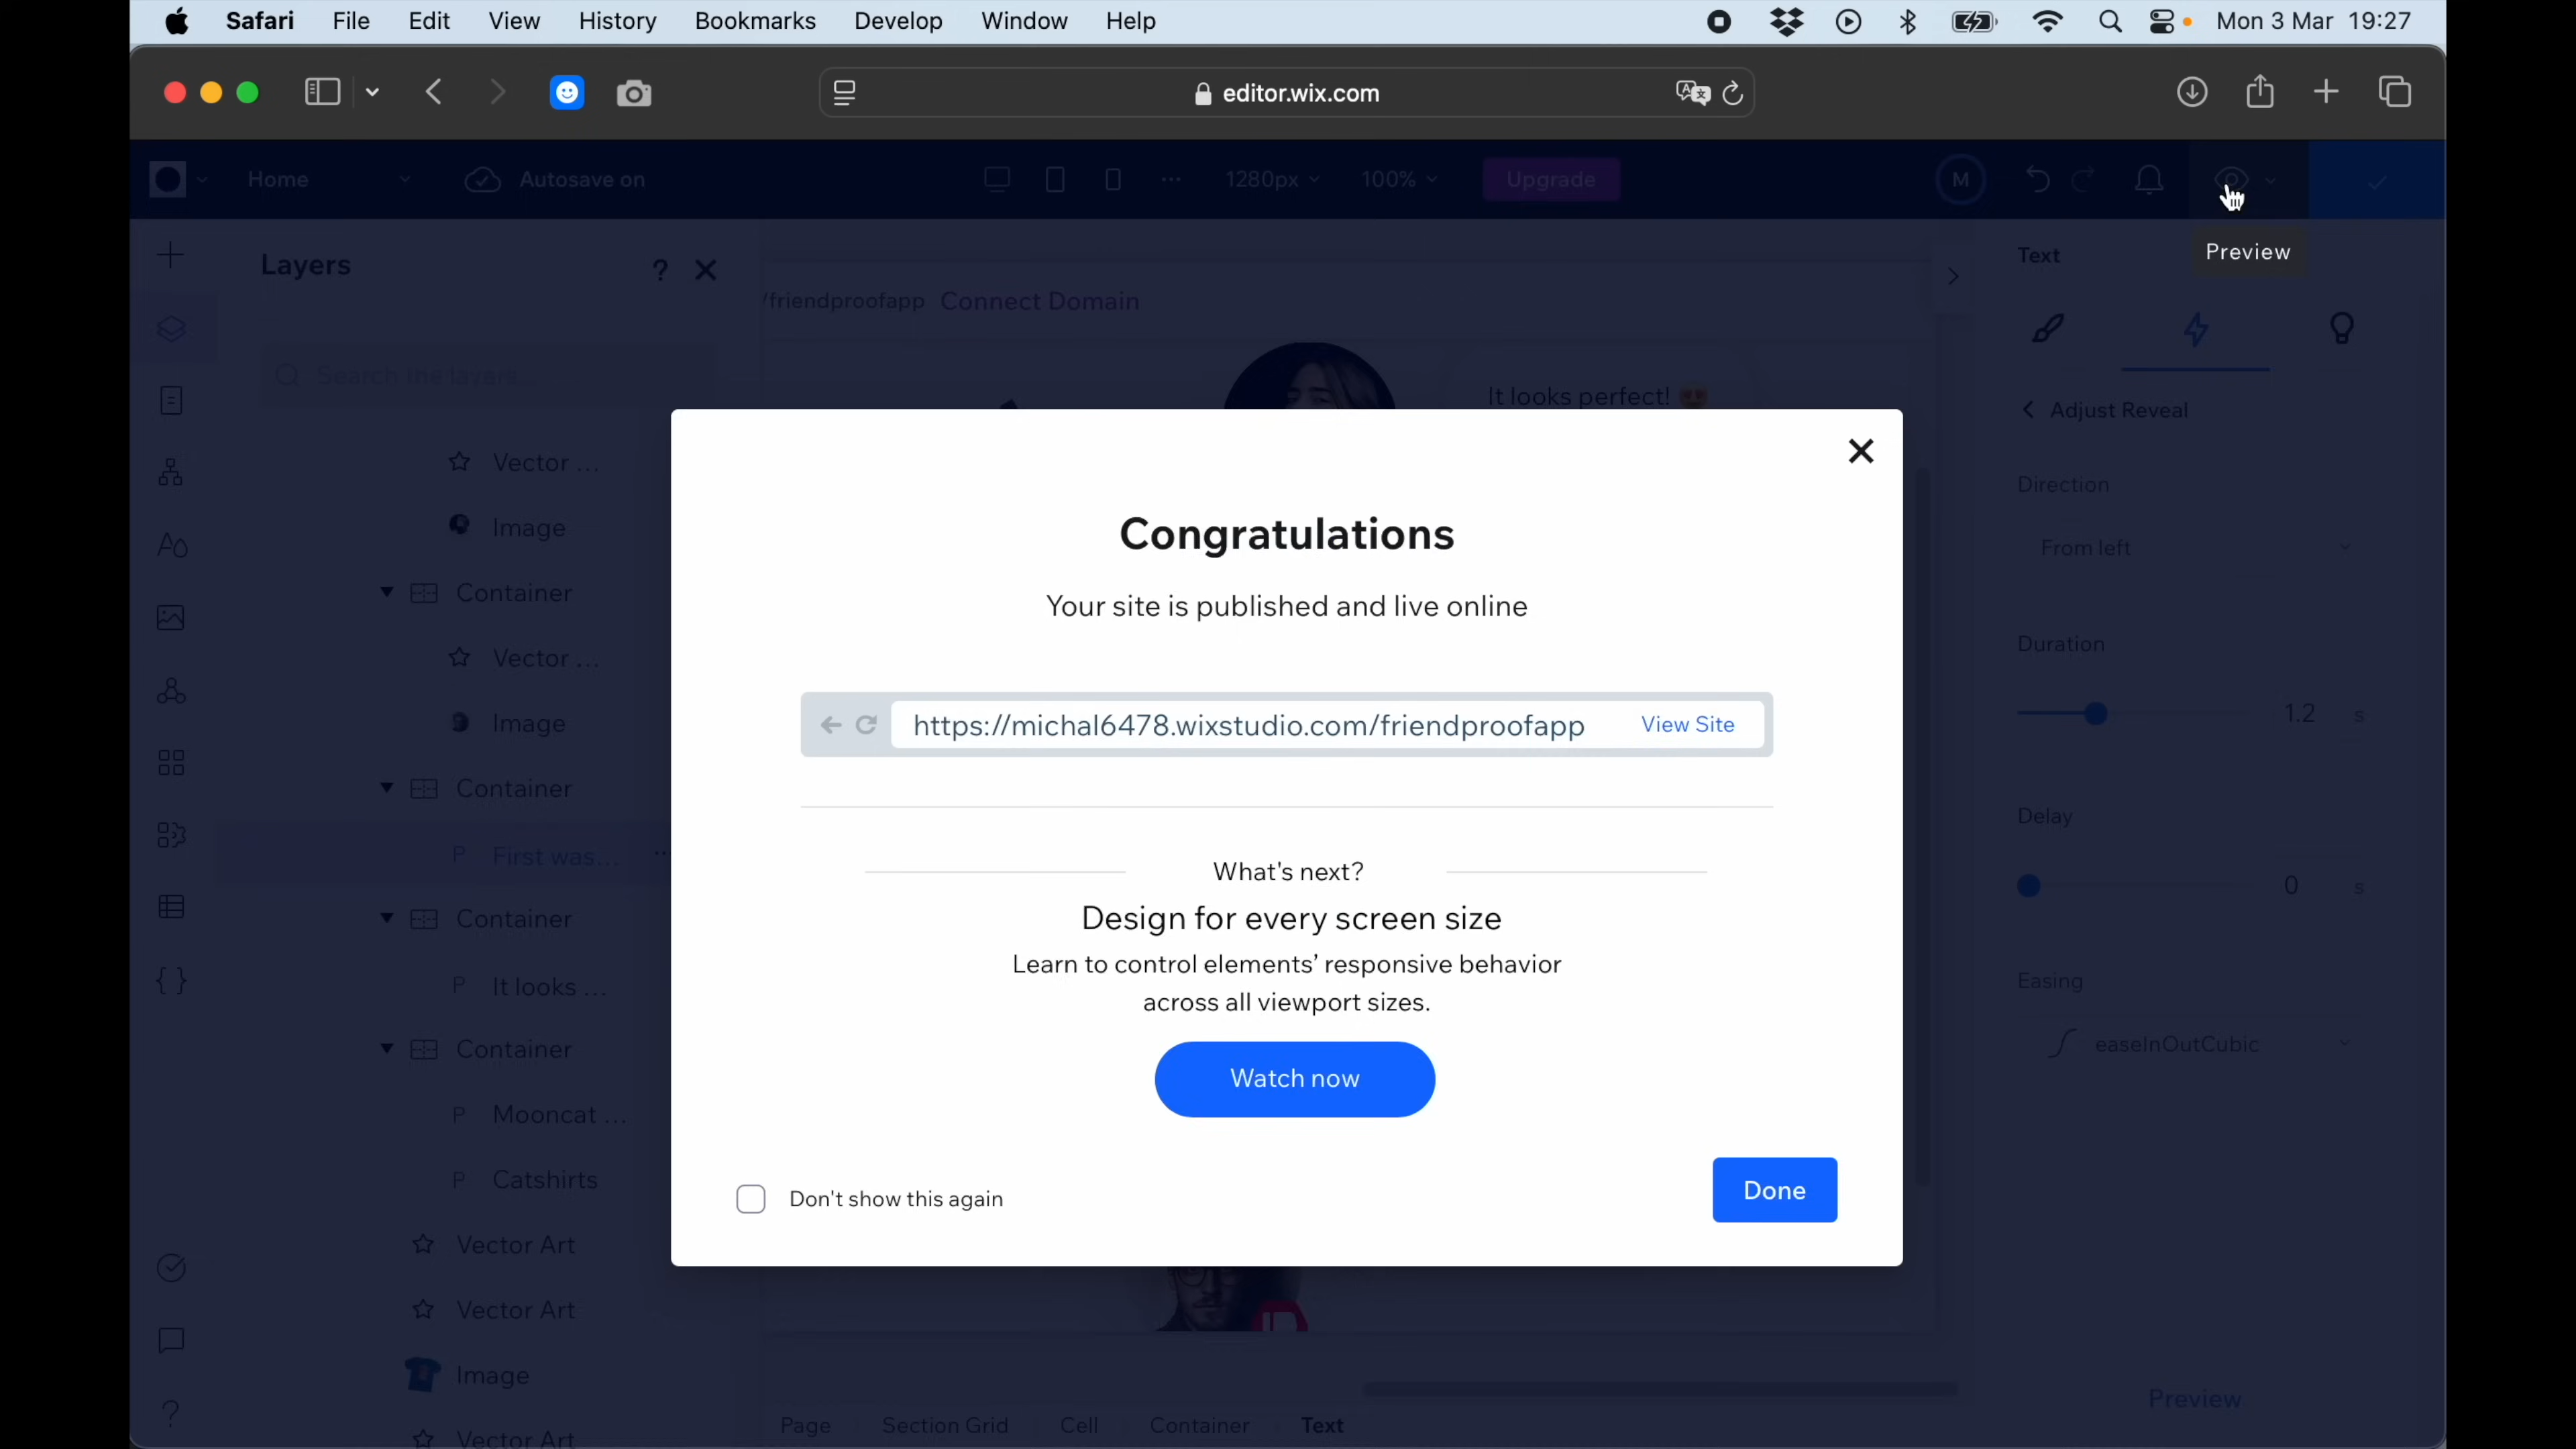 Safari File Edit View History Bookmarks Develop Window Help Mon 3 Mar 19:27
editor.wix.com
Home Autosave on 1280px 100% Upgrade M
Preview
Layers ?
/friendproofapp Connect Domain
Text
Search the layers...
It looks perfect!
Adjust Reveal
Vector ...
Image
Container
Vector ...
Image
Container
P First was... ...
Container
P It looks ...
Container
P Mooncat ...
P Catshirts
Vector Art
Vector Art
Image
Vector Art
Congratulations
Your site is published and live online
https://michal6478.wixstudio.com/friendproofapp View Site
What's next?
Design for every screen size
Learn to control elements’ responsive behavior
across all viewport sizes.
Watch now
Don't show this again
Done
Direction
From left
Duration
1.2 s
Delay
0 s
Easing
easeInOutCubic
Preview
Page Section Grid Cell Container Text